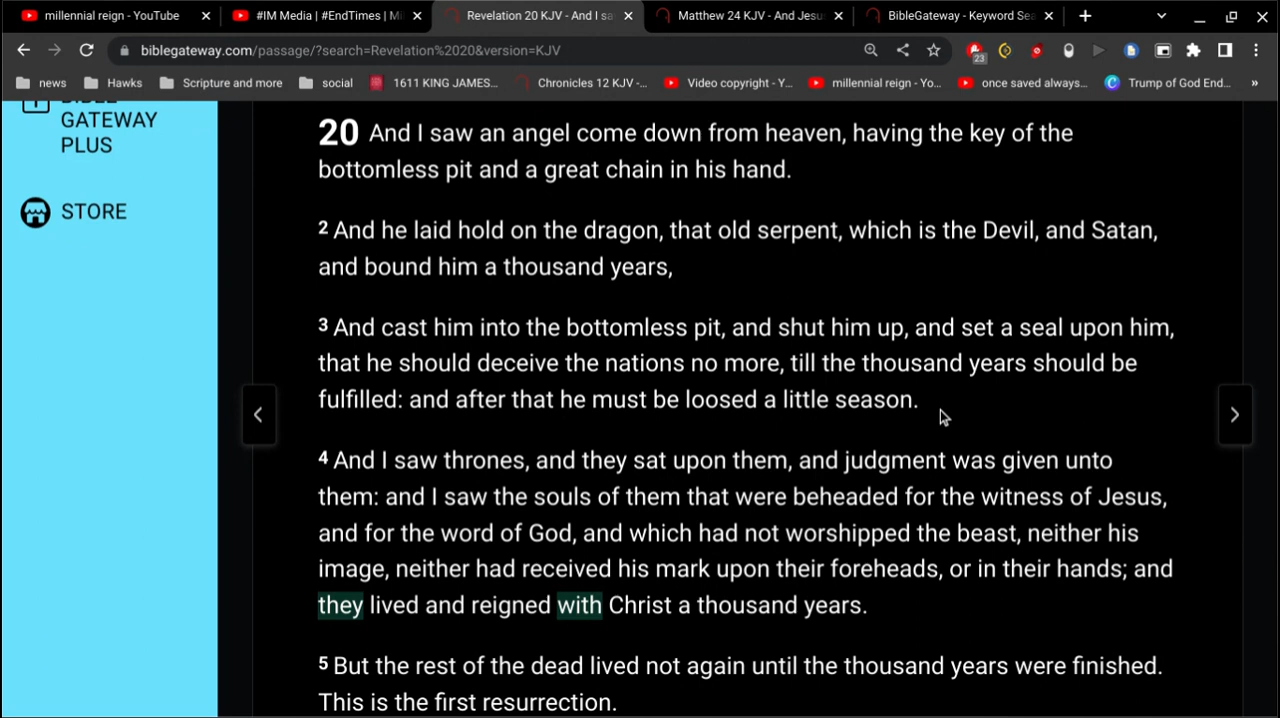 millennial reign - YouTube
#IM Media | #EndTimes | Mi
Revelation 20 KJV - And I sa
Matthew 24 KJV - And Jesu
BibleGateway - Keyword Sea
biblegateway.com/passage/?search=Revelation%2020&version=KJV
23
news
Hawks
Scripture and more
social
1611 KING JAMES...
Chronicles 12 KJV -...
Video copyright - Y...
millennial reign - Yo...
once saved always...
Trump of God End...
»
BIBLE
GATEWAY
PLUS
STORE
20 And I saw an angel come down from heaven, having the key of the
bottomless pit and a great chain in his hand.
2 And he laid hold on the dragon, that old serpent, which is the Devil, and Satan,
and bound him a thousand years,
3 And cast him into the bottomless pit, and shut him up, and set a seal upon him,
that he should deceive the nations no more, till the thousand years should be
fulfilled: and after that he must be loosed a little season.
4 And I saw thrones, and they sat upon them, and judgment was given unto
them: and I saw the souls of them that were beheaded for the witness of Jesus,
and for the word of God, and which had not worshipped the beast, neither his
image, neither had received his mark upon their foreheads, or in their hands; and
they lived and reigned with Christ a thousand years.
5 But the rest of the dead lived not again until the thousand years were finished.
This is the first resurrection.